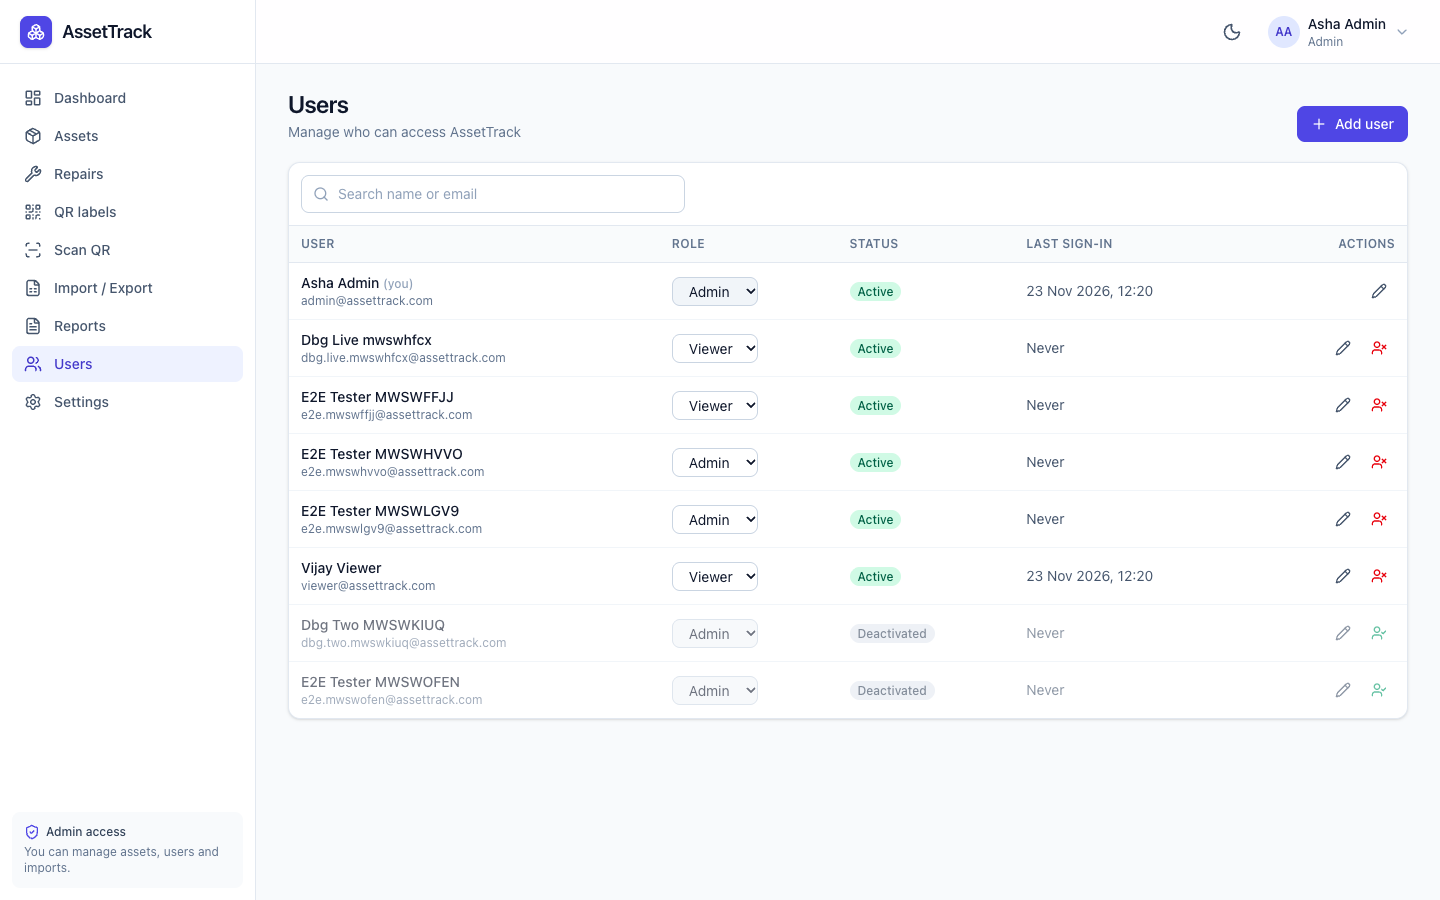 AssetTrack
AA
Asha Admin
Admin
Dashboard
Assets
Repairs
QR labels
Scan QR
Import / Export
Reports
Users
Settings
Admin access
You can manage assets, users and
imports.
Users
Manage who can access AssetTrack
Add user
Search name or email
USER ROLE STATUS LAST SIGN-IN ACTIONS
Asha Admin (you)
admin@assettrack.com
Admin Active 23 Nov 2026, 12:20
Dbg Live mwswhfcx
dbg.live.mwswhfcx@assettrack.com
Viewer Active Never
E2E Tester MWSWFFJJ
e2e.mwswffjj@assettrack.com
Viewer Active Never
E2E Tester MWSWHVVO
e2e.mwswhvvo@assettrack.com
Admin Active Never
E2E Tester MWSWLGV9
e2e.mwswlgv9@assettrack.com
Admin Active Never
Vijay Viewer
viewer@assettrack.com
Viewer Active 23 Nov 2026, 12:20
Dbg Two MWSWKIUQ
dbg.two.mwswkiuq@assettrack.com
Admin Deactivated Never
E2E Tester MWSWOFEN
e2e.mwswofen@assettrack.com
Admin Deactivated Never